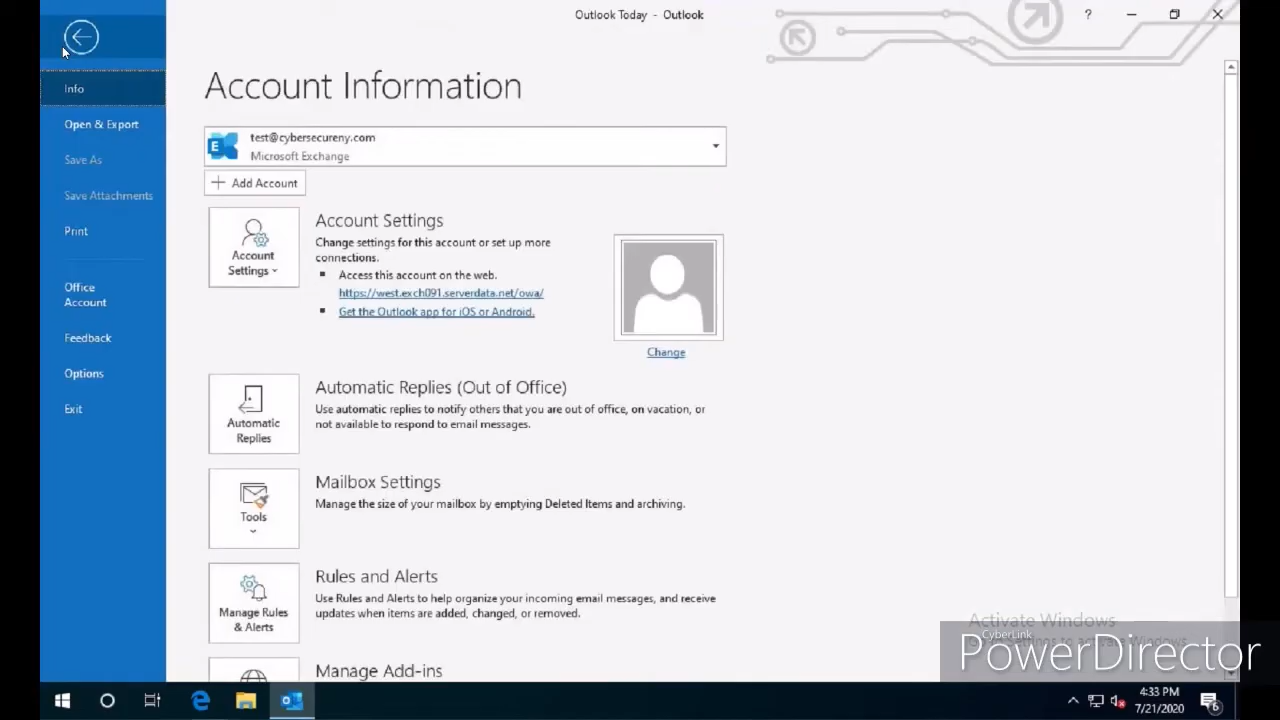 Outlook Today - Outlook
?
Info
Open & Export
Save As
Save Attachments
Print
Office
Account
Feedback
Options
Exit
Account Information
E
test@cybersecureny.com
Microsoft Exchange
Add Account
Account
Settings
Account Settings
Change settings for this account or set up more
connections.
Access this account on the web.
https://west.exch091.serverdata.net/owa/
Get the Outlook app for iOS or Android.
Change
Automatic
Replies
Automatic Replies (Out of Office)
Use automatic replies to notify others that you are out of office, on vacation, or
not available to respond to email messages.
Tools
Mailbox Settings
Manage the size of your mailbox by emptying Deleted Items and archiving.
Manage Rules
& Alerts
Rules and Alerts
Use Rules and Alerts to help organize your incoming email messages, and receive
updates when items are added, changed, or removed.
Manage Add-ins
Activate Windows
to activate Windows.
CyberLink
PowerDirector
4:33 PM
7/21/2020
6